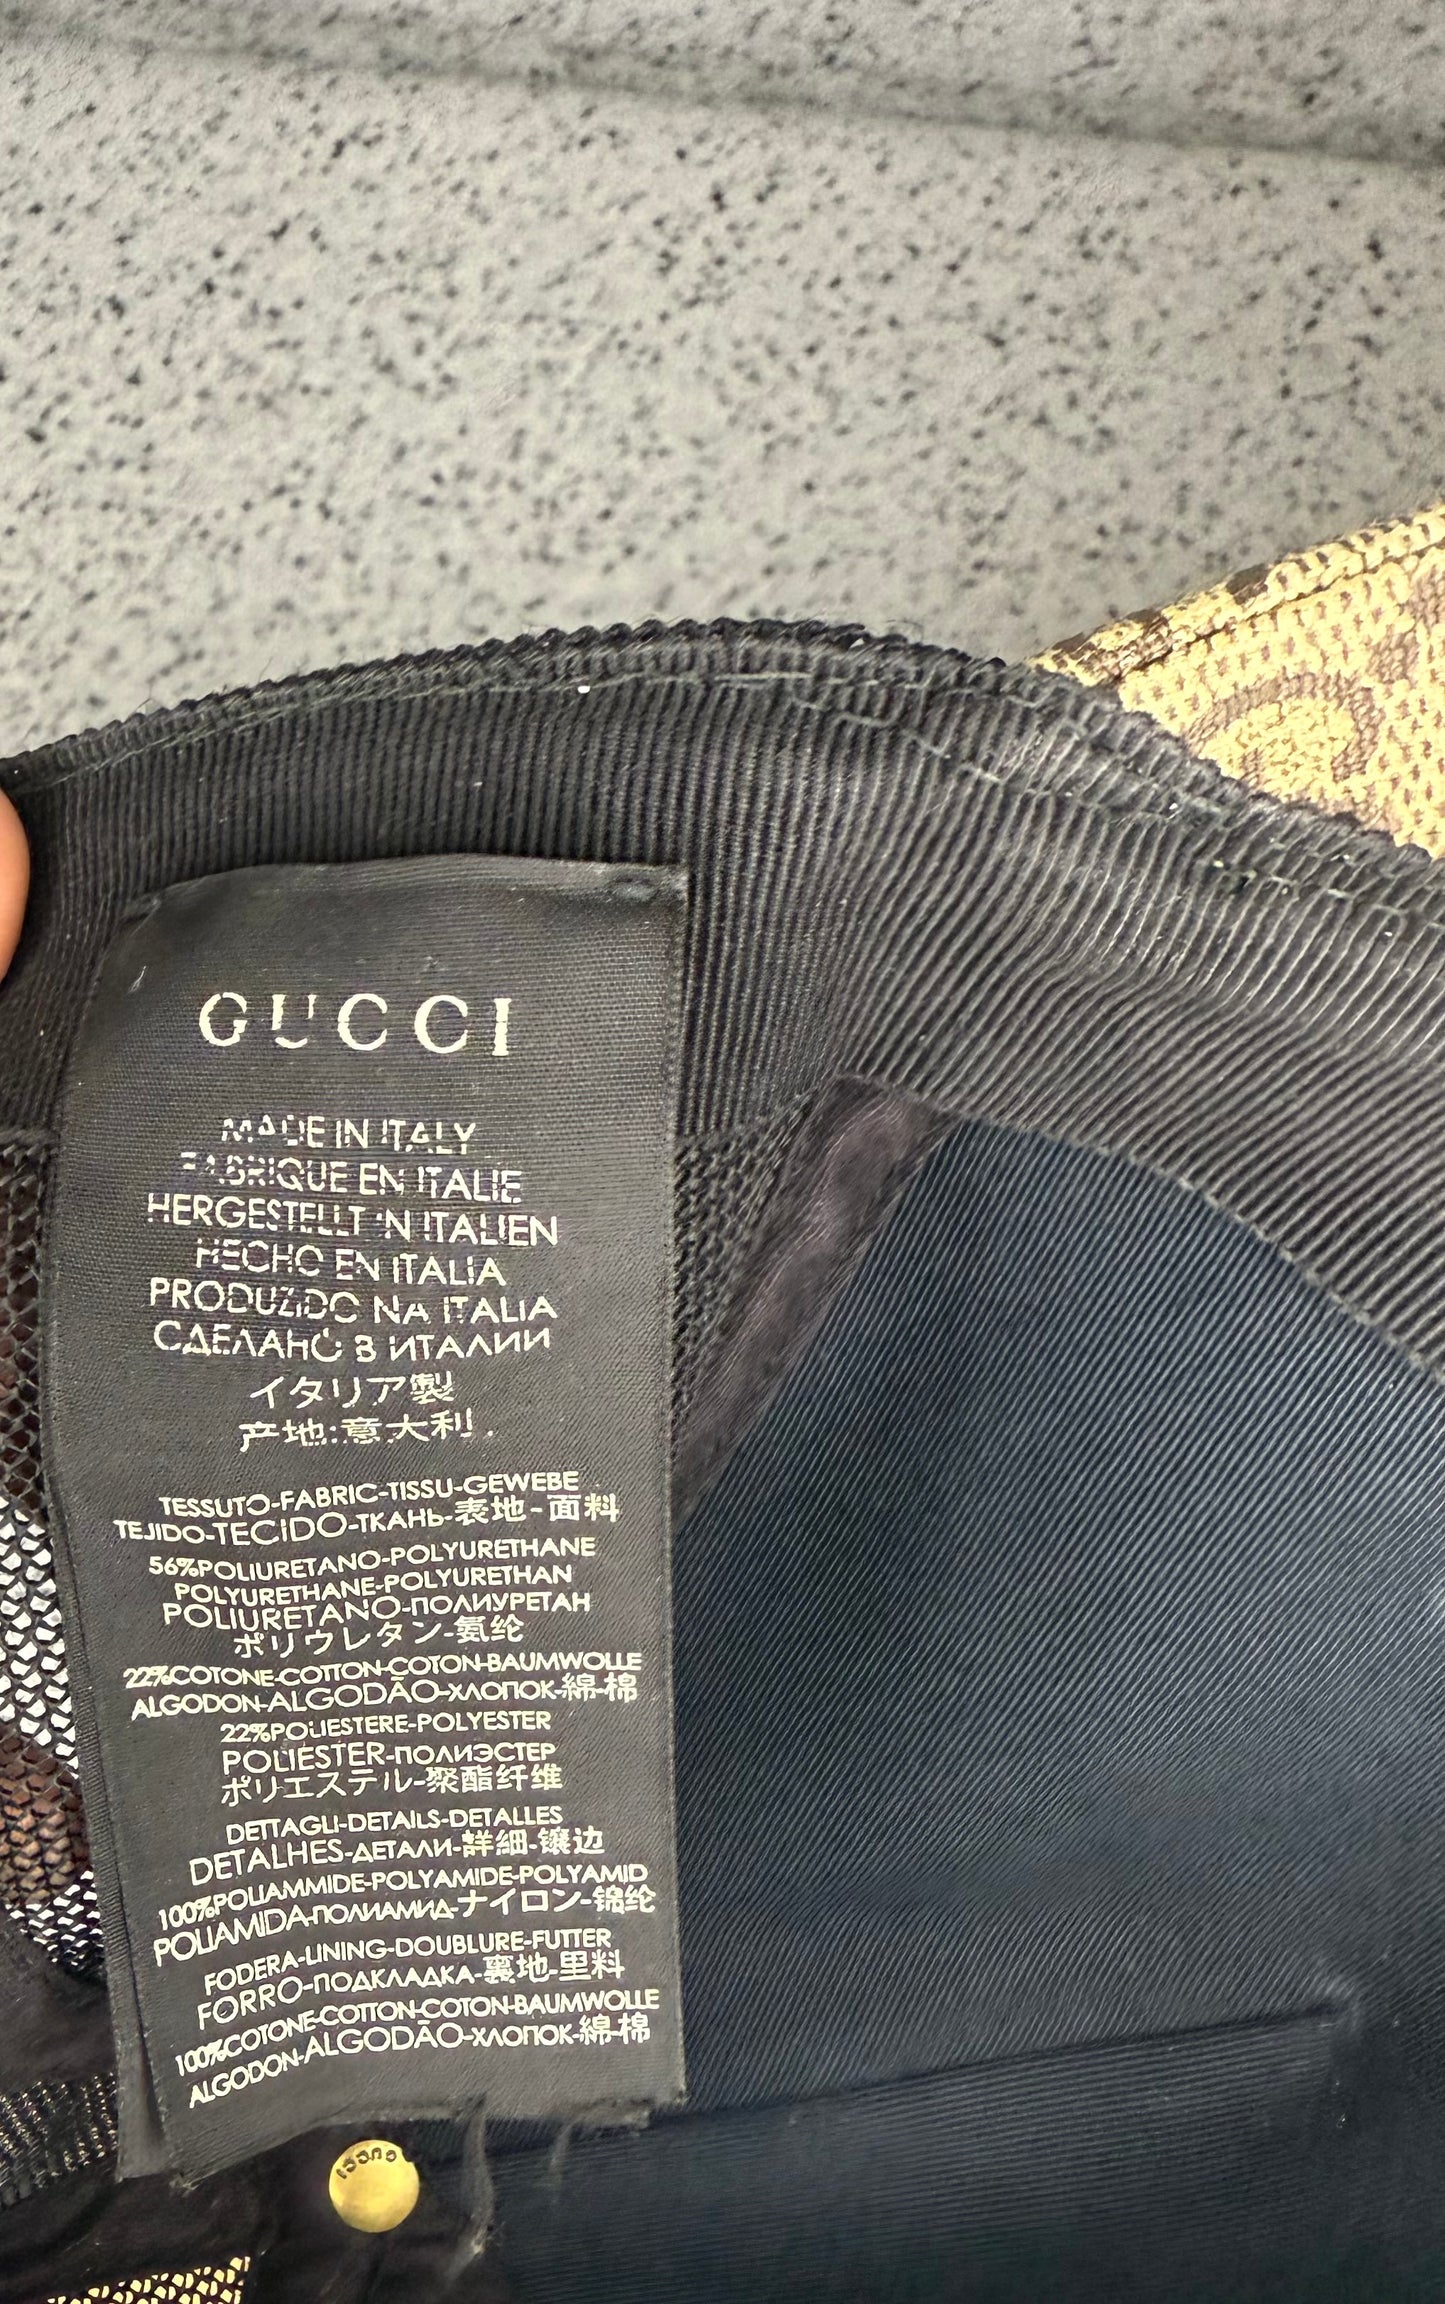 GUCCI
MADE IN ITALY
FABRIQUE EN ITALIE
HERGESTELLT IN ITALIEN
HECHO EN ITALIA
PRODUZIDO NA ITALIA
СДЕЛАНО В ИТАЛИИ
イタリア製
产地:意大利.
TESSUTO-FABRIC-TISSU-GEWEBE
TEJIDO-TECIDO-ТКАНЬ-表地-面料
56%POLIURETANO-POLYURETHANE
POLYURETHANE-POLYURETHAN
POLIURETANO-ПОЛИУРЕТАН
ポリウレタン-氨纶
22%COTONE-COTTON-COTON-BAUMWOLLE
ALGODON-ALGODÃO-ХЛОПОК-綿-棉
22%POLIESTERE-POLYESTER
POLIESTER-ПОЛИЭСТЕР
ポリエステル-聚酯纤维
DETTAGLI-DETAILS-DETALLES
DETALHES-ДЕТАЛИ-詳細-镶边
100%POLIAMMIDE-POLYAMIDE-POLYAMID
POLIAMIDA-ПОЛИАМИД-ナイロン-锦纶
FODERA-LINING-DOUBLURE-FUTTER
FORRO-ПОДКЛАДКА-裏地-里料
100%COTONE-COTTON-COTON-BAUMWOLLE
ALGODON-ALGODÃO-ХЛОПОК-綿-棉
GUCCI